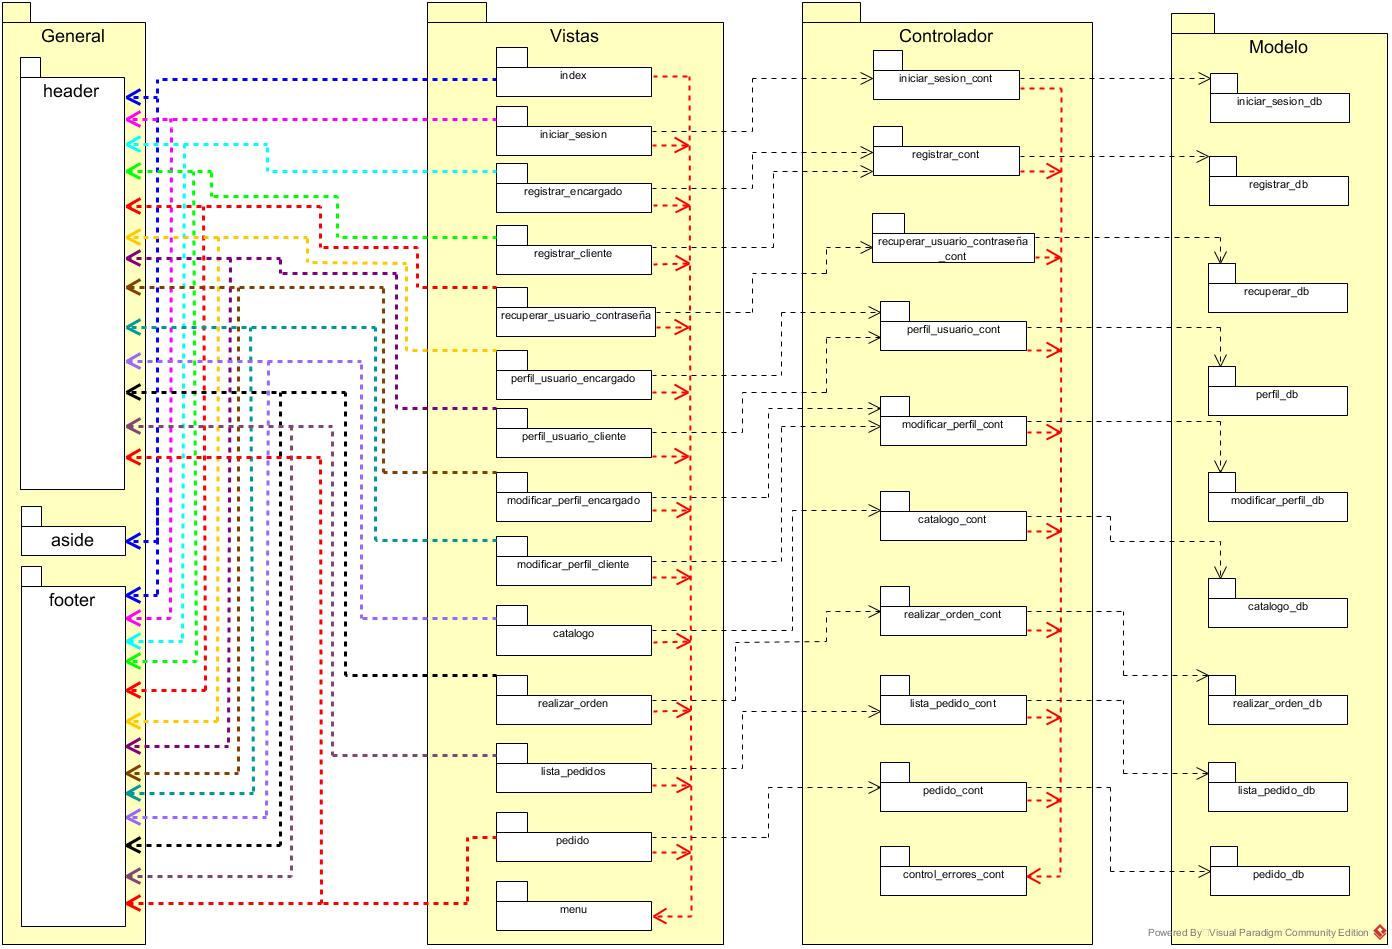 General
header
aside
footer
Vistas
index
iniciar_sesion
registrar_encargado
registrar_cliente
recuperar_usuario_contraseña
perfil_usuario_encargado
perfil_usuario_cliente
modificar_perfil_encargado
modificar_perfil_cliente
catalogo
realizar_orden
lista_pedidos
pedido
menu
Controlador
iniciar_sesion_cont
registrar_cont
recuperar_usuario_contraseña
_cont
perfil_usuario_cont
modificar_perfil_cont
catalogo_cont
realizar_orden_cont
lista_pedido_cont
pedido_cont
control_errores_cont
Modelo
iniciar_sesion_db
registrar_db
recuperar_db
perfil_db
modificar_perfil_db
catalogo_db
realizar_orden_db
lista_pedido_db
pedido_db
Powered By Visual Paradigm Community Edition